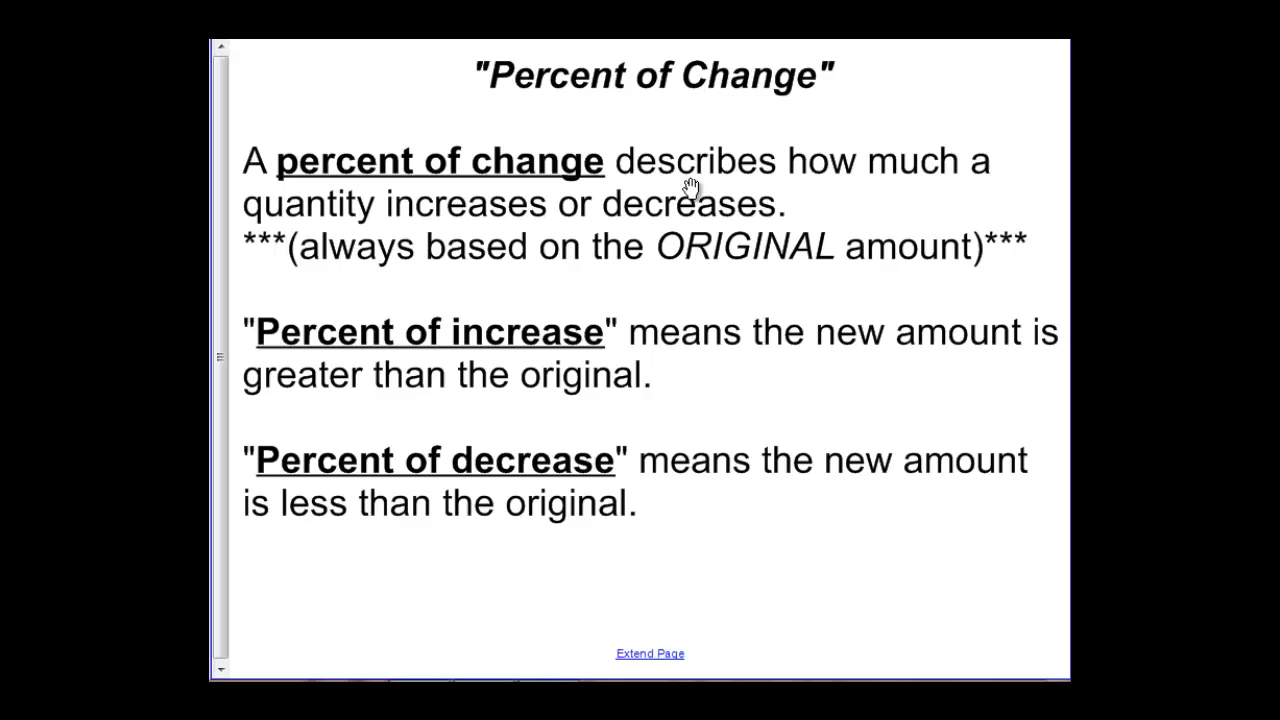 "Percent of Change"
A percent of change describes how much a
quantity increases or decreases.
***(always based on the ORIGINAL amount)***
"Percent of increase" means the new amount is
greater than the original.
"Percent of decrease" means the new amount
is less than the original.
Extend Page